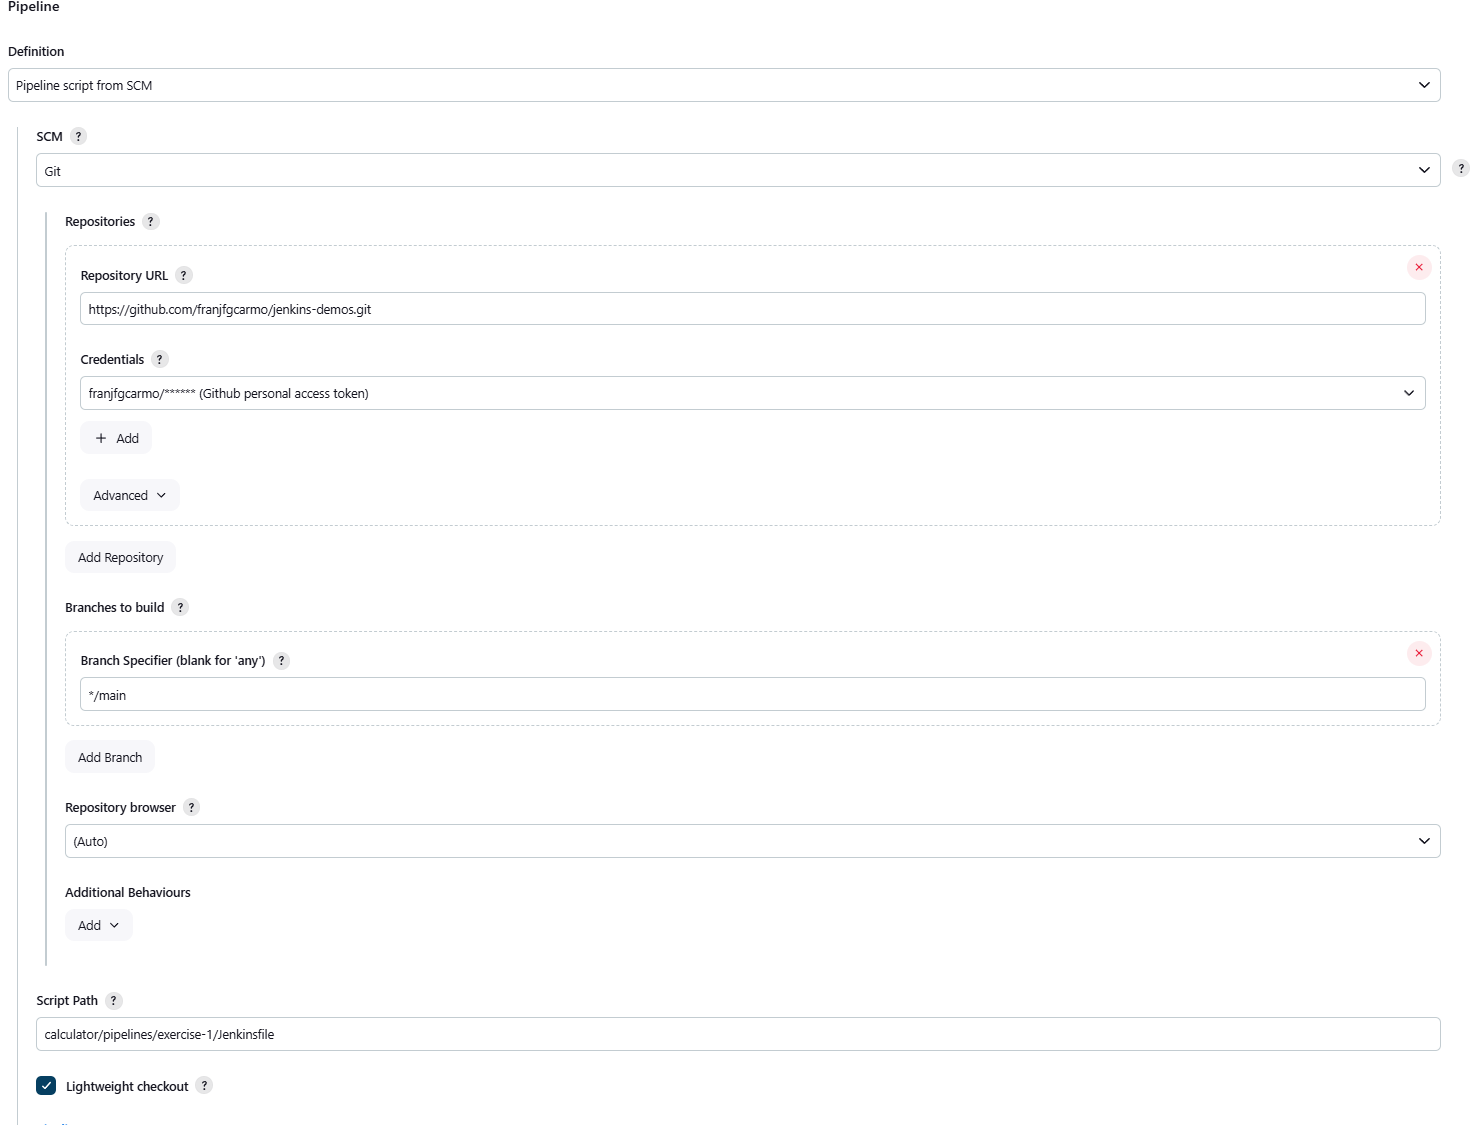 Pipeline
Definition
Pipeline script from SCM
SCM ?
Git
?
Repositories ?
Repository URL ?
https://github.com/franjfgcarmo/jenkins-demos.git
Credentials ?
franjfgcarmo/****** (Github personal access token)
+ Add
Advanced
Add Repository
Branches to build ?
Branch Specifier (blank for 'any') ?
*/main
Add Branch
Repository browser ?
(Auto)
Additional Behaviours
Add
Script Path ?
calculator/pipelines/exercise-1/Jenkinsfile
Lightweight checkout ?